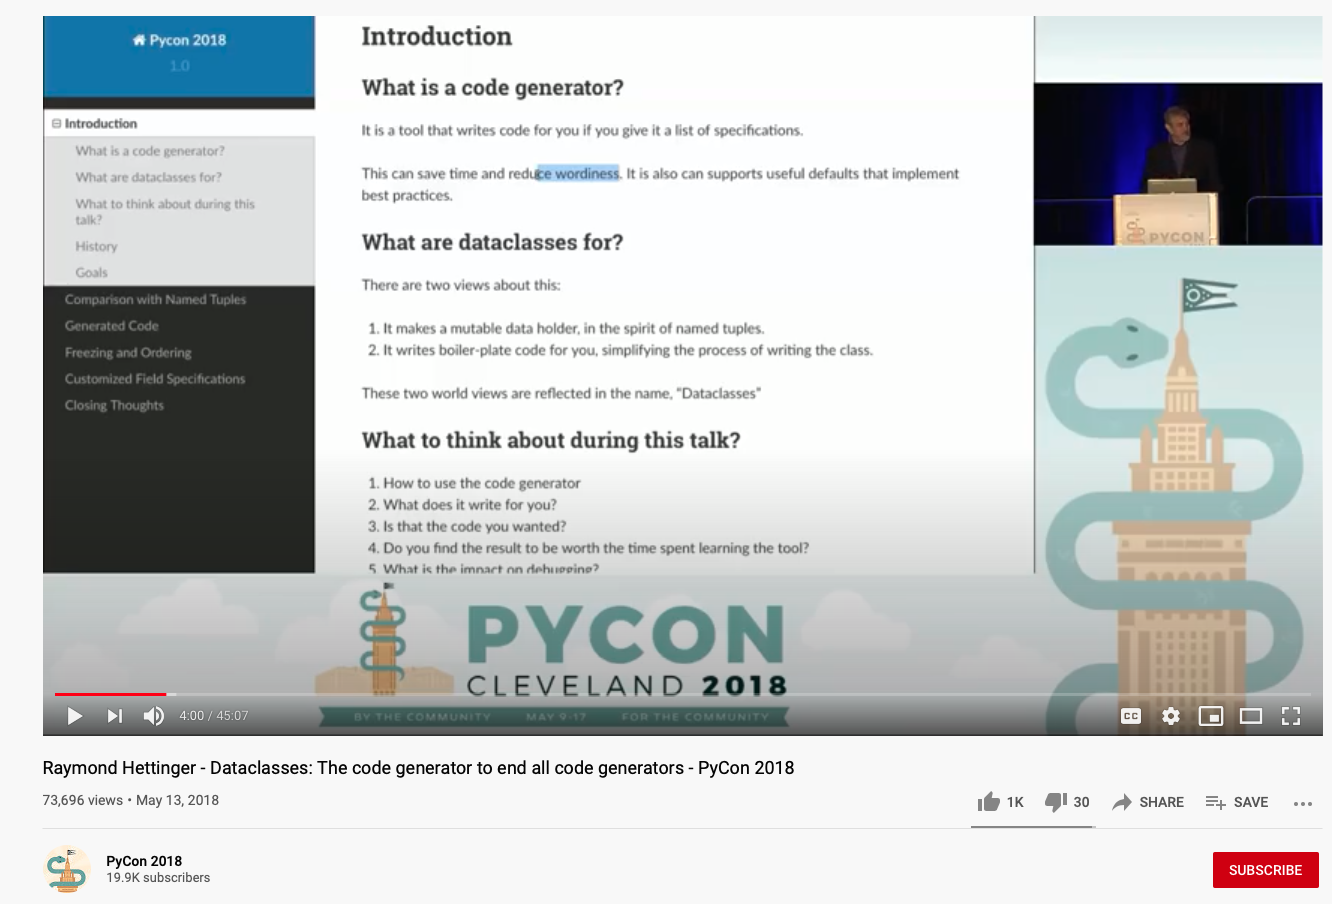 Pycon 2018
1.0
Introduction
What is a code generator?
What are dataclasses for?
What to think about during this
talk?
History
Goals
Comparison with Named Tuples
Generated Code
Freezing and Ordering
Customized Field Specifications
Closing Thoughts
Introduction
What is a code generator?
It is a tool that writes code for you if you give it a list of specifications.
This can save time and reduce wordiness. It is also can supports useful defaults that implement
best practices.
What are dataclasses for?
There are two views about this:
1. It makes a mutable data holder, in the spirit of named tuples.
2. It writes boiler-plate code for you, simplifying the process of writing the class.
These two world views are reflected in the name, “Dataclasses”
What to think about during this talk?
1. How to use the code generator
2. What does it write for you?
3. Is that the code you wanted?
4. Do you find the result to be worth the time spent learning the tool?
5. What is the impact on debugging?
PYCON
PYCON
CLEVELAND 2018
BY THE COMMUNITY MAY 9-17 FOR THE COMMUNITY
4:00 / 45:07
CC
Raymond Hettinger - Dataclasses: The code generator to end all code generators - PyCon 2018
73,696 views • May 13, 2018
1K
30
SHARE
SAVE
PyCon 2018
19.9K subscribers
SUBSCRIBE